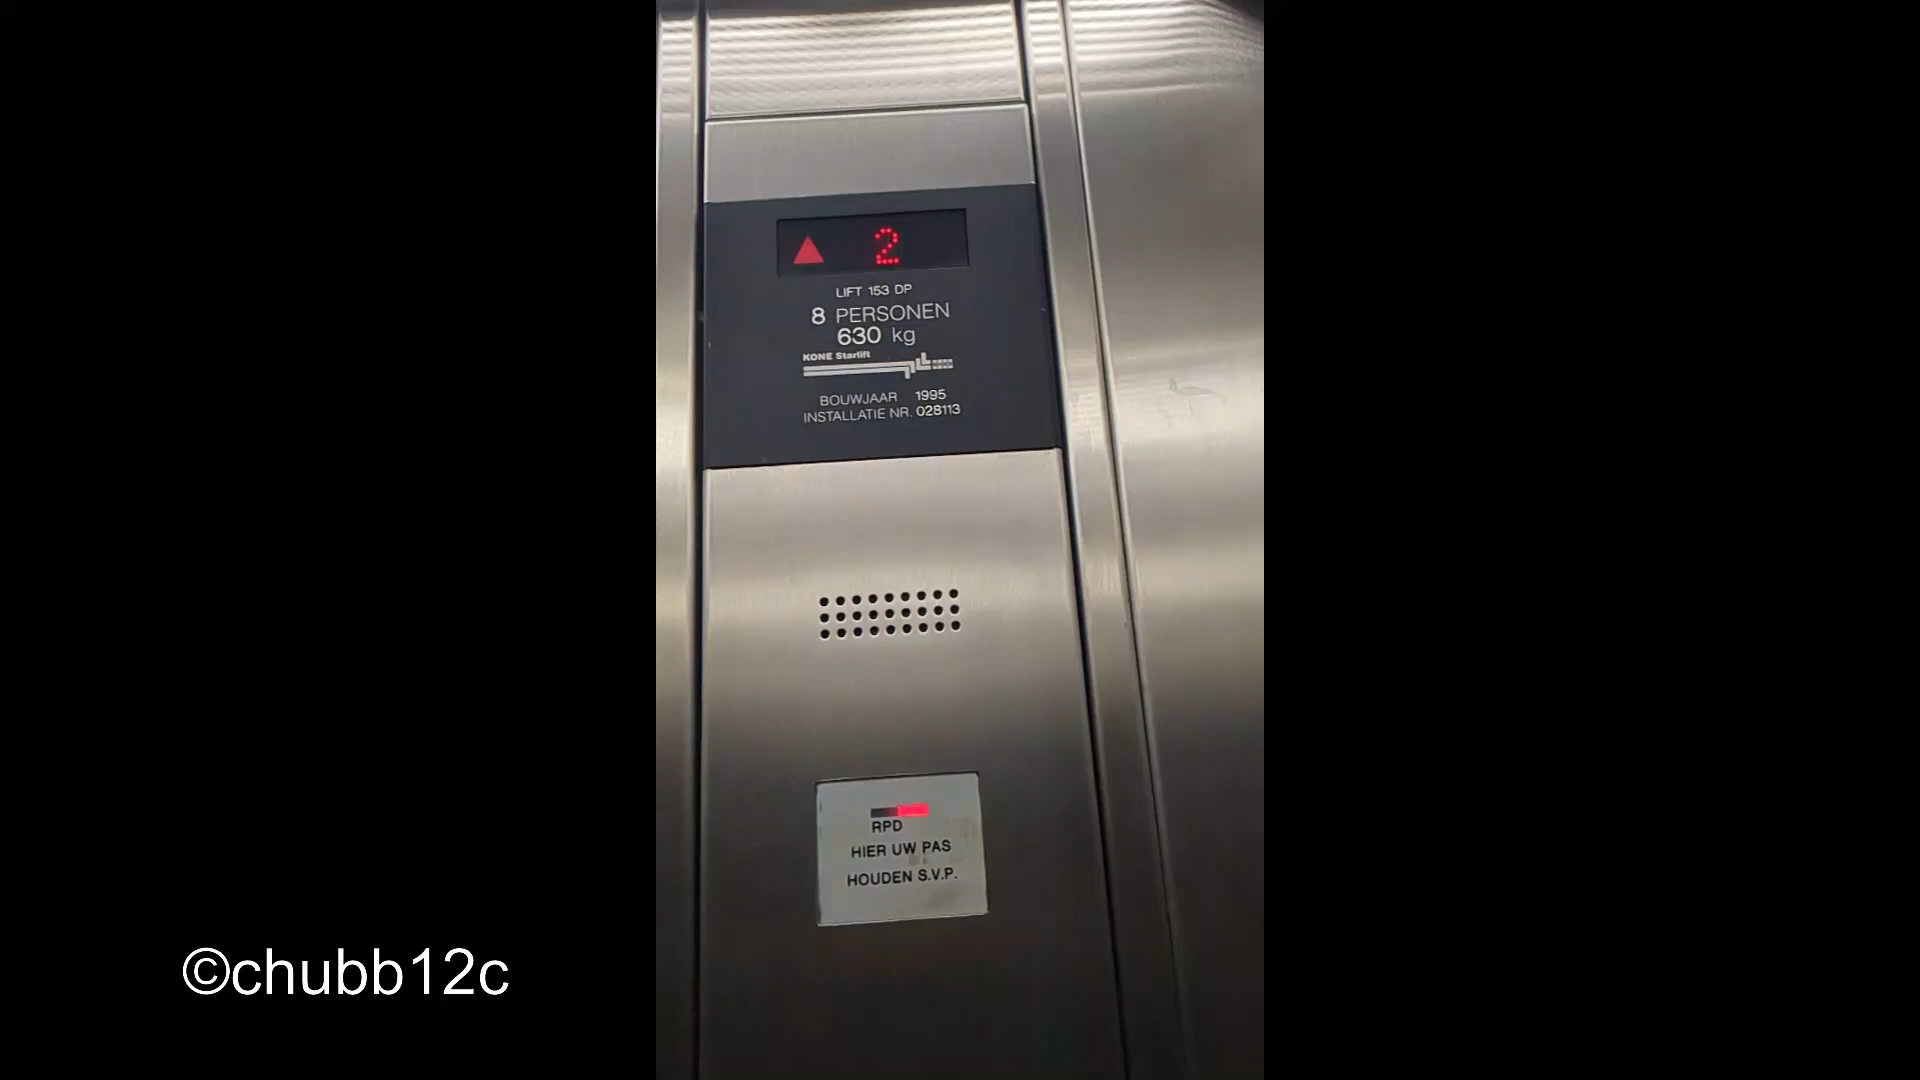 2
LIFT 153 DP
8 PERSONEN
630 kg
KONE Starlift
BOUWJAAR 1995
INSTALLATIE NR. 028113
RPD
HIER UW PAS
HOUDEN S.V.P.
©chubb12c